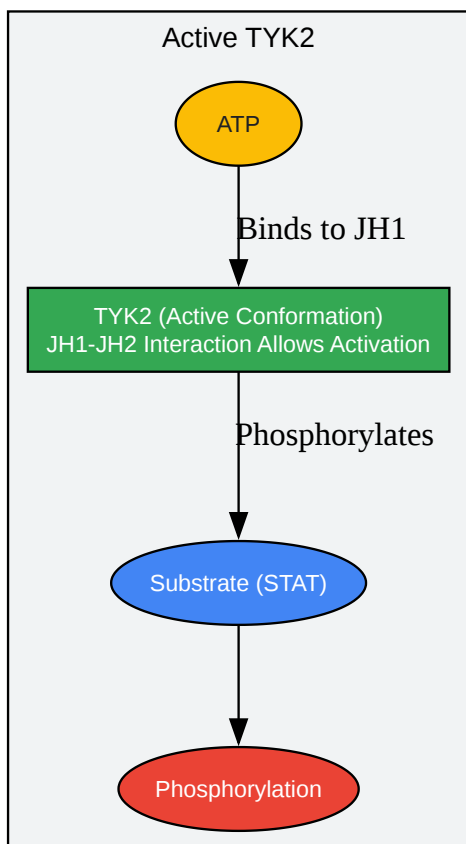 Active TYK2
ATP
Binds to JH1
TYK2 (Active Conformation)
JH1-JH2 Interaction Allows Activation
Phosphorylates
Substrate (STAT)
Phosphorylation